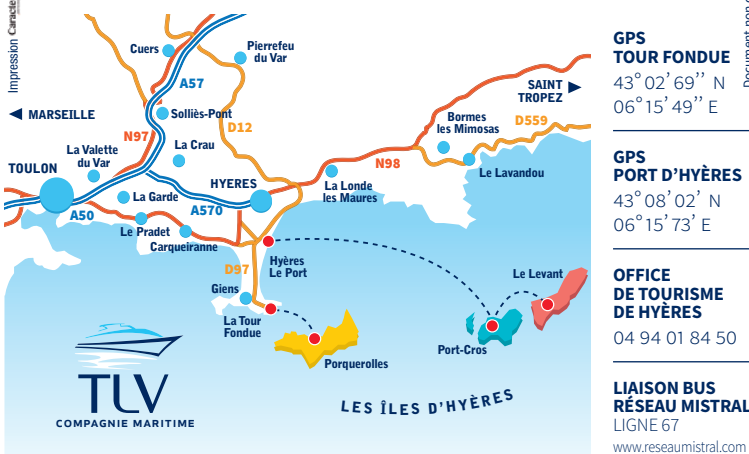 Impression Caracte
Cuers
Pierrefeu
du Var
A57
MARSEILLE
Solliès-Pont
D12
N97
La Valette
du Var
La Crau
TOULON
HYERES
La Garde
A50
A570
Le Pradet
Carqueiranne
SAINT
TROPEZ
Bormes
les Mimosas
D559
N98
Le Lavandou
La Londe
les Maures
D97
Hyères
Le Port
Giens
La Tour
Fondue
Le Levant
Port-Cros
Porquerolles
LES ÎLES D'HYÈRES
TLV
COMPAGNIE MARITIME
GPS
TOUR FONDUE
43° 02' 69'' N
06° 15' 49'' E
GPS
PORT D'HYÈRES
43° 08' 02' N
06° 15' 73' E
OFFICE
DE TOURISME
DE HYÈRES
04 94 01 84 50
LIAISON BUS
RÉSEAU MISTRAL
LIGNE 67
www.reseaumistral.com
Document non